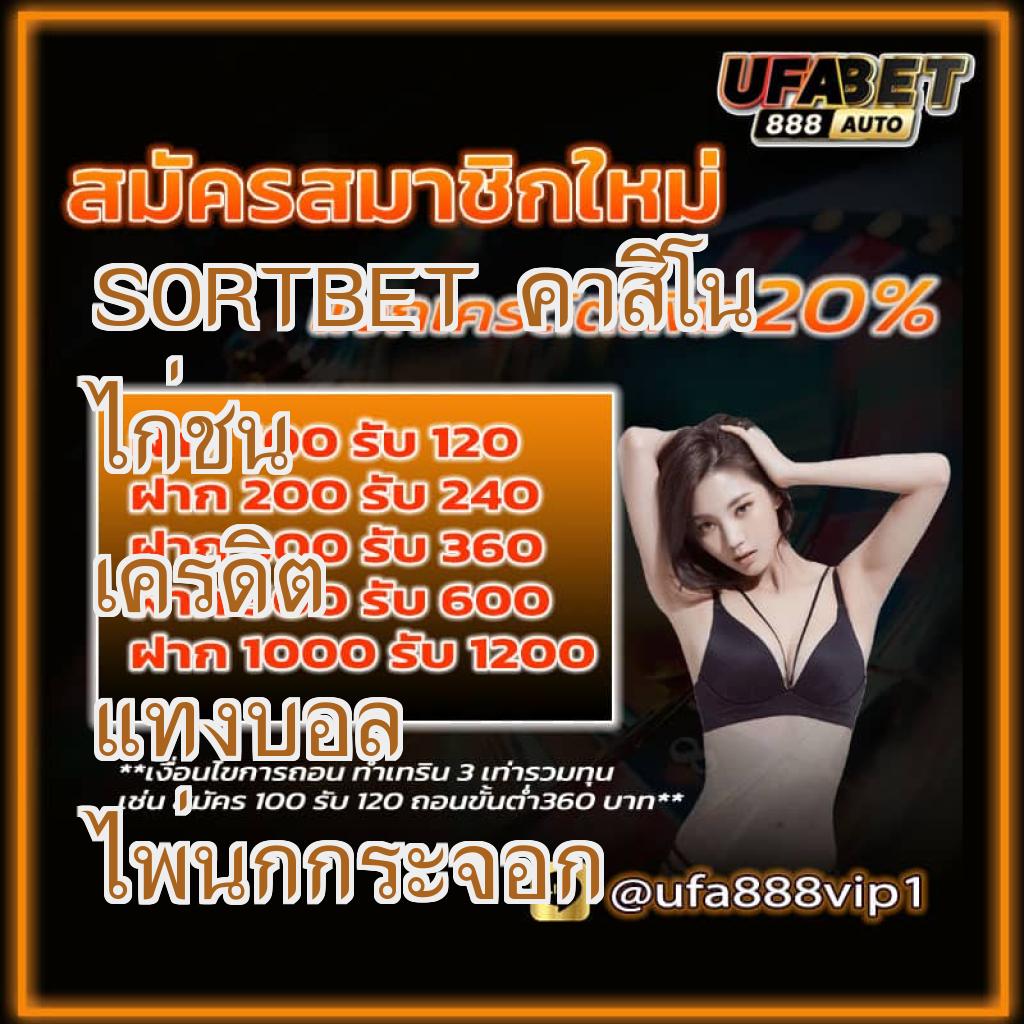 UFABET
888 AUTO
สมัครสมาชิกใหม่
20%
SORTBET คาสิโน
ไก่ชน
เครดิต
แทงบอล
ไพ่นกกระจอก
รับ 120
ฝาก 200 รับ 240
รับ 360
รับ 600
ฝาก 1000 รับ 1200
**เงื่อนไขการถอน ทำเทริน 3 เท่ารวมทุน
เช่น สมัคร 100 รับ 120 ถอนขั้นต่ำ360 บาท**
@ufa888vip1